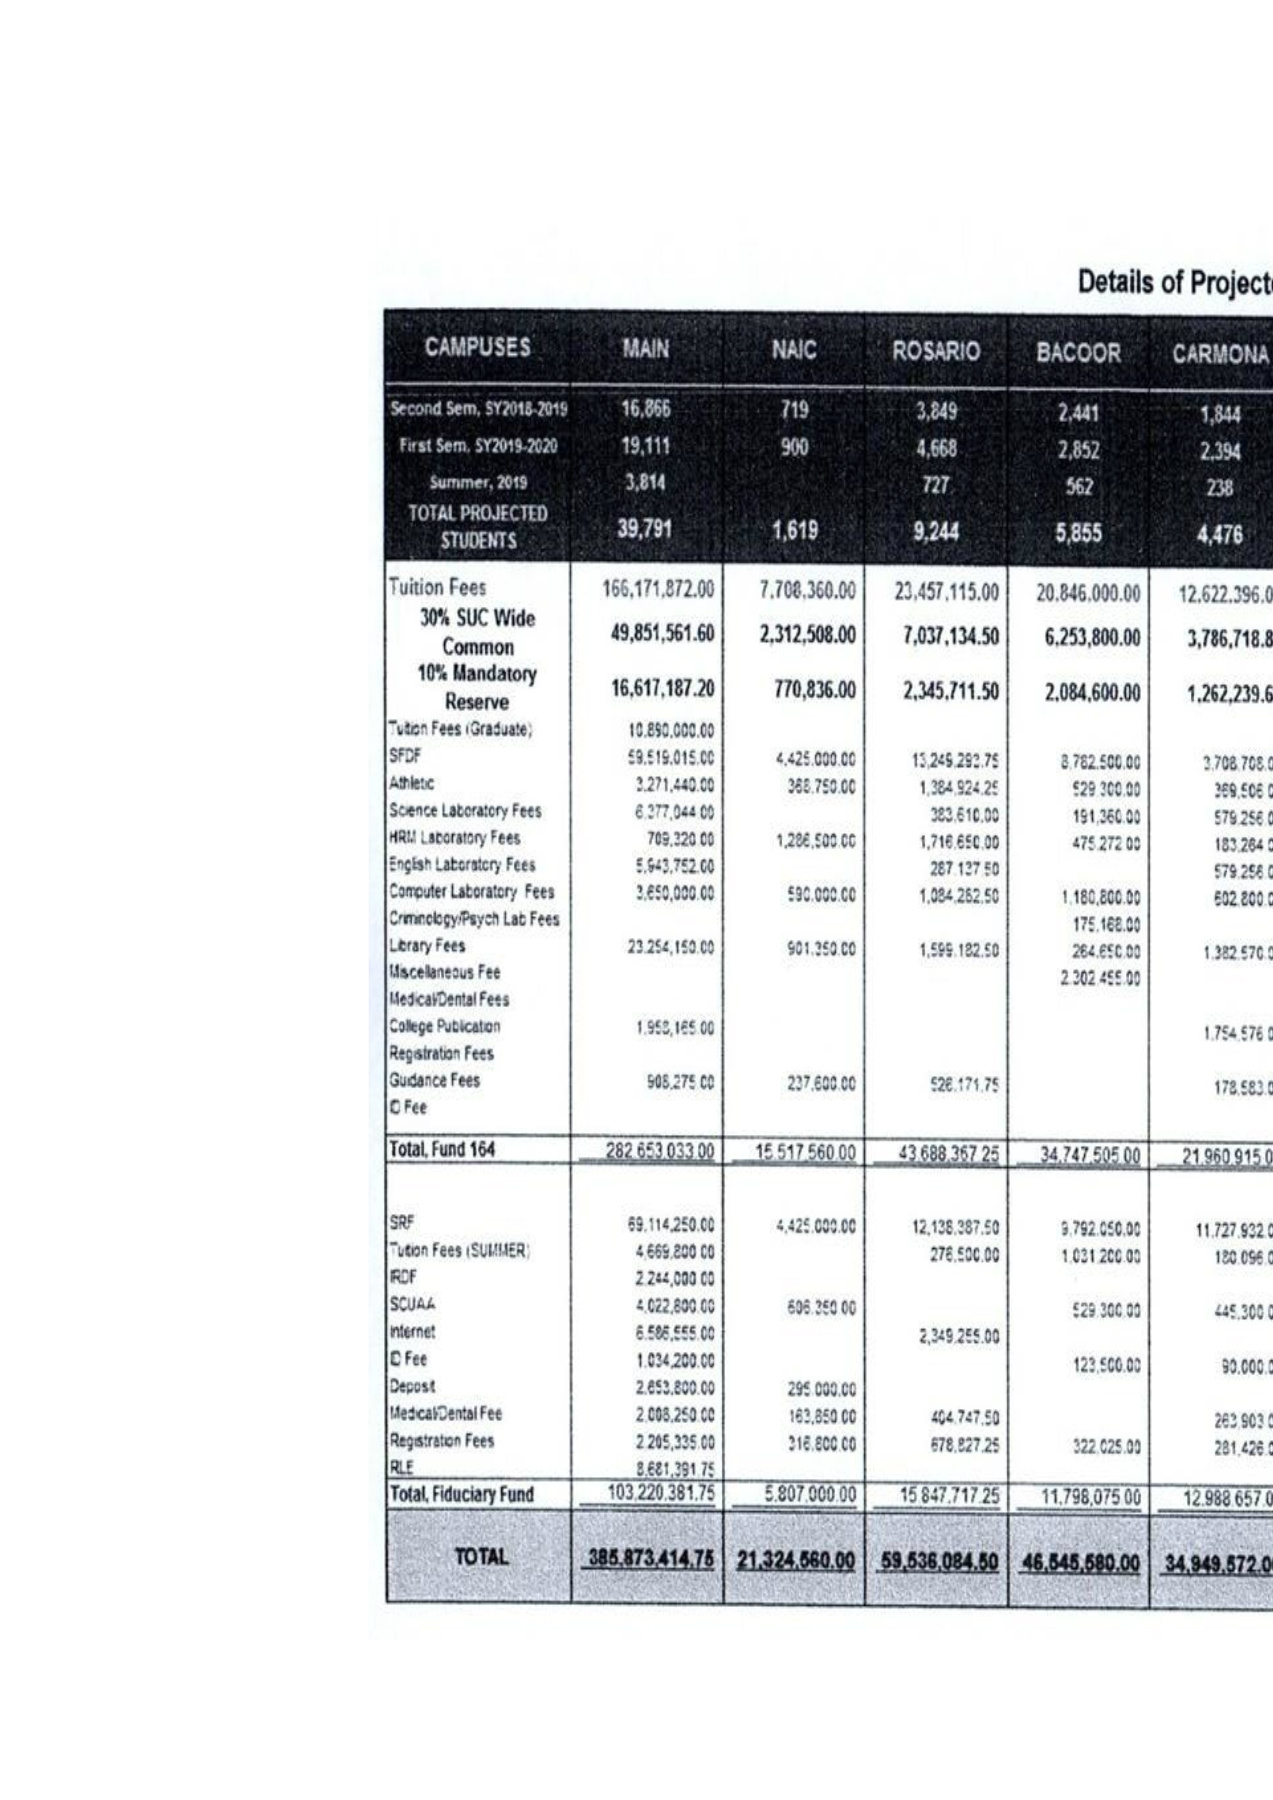 Details of Project
CAMPUSES MAIN NAIC ROSARIO BACOOR CARMONA
Second Sem, SY2018-2019 16,866 719 3,849 2,441 1,844
First Sem, SY2019-2020 19,111 900 4,668 2,852 2,394
Summer, 2019 3,814 727 562 238
TOTAL PROJECTED
STUDENTS 39,791 1,619 9,244 5,855 4,476
Tuition Fees 166,171,872.00 7,708,360.00 23,457,115.00 20,846,000.00 12,622,396.0
30% SUC Wide
Common 49,851,561.60 2,312,508.00 7,037,134.50 6,253,800.00 3,786,718.8
10% Mandatory
Reserve 16,617,187.20 770,836.00 2,345,711.50 2,084,600.00 1,262,239.6
Tution Fees (Graduate) 10,890,000.00
SFDF 59,519,015.00 4,425,000.00 13,249,293.75 8,782,500.00 3,708,708.0
Athletic 3,271,440.00 368,750.00 1,384,924.25 529,300.00 369,506.0
Science Laboratory Fees 6,377,044.00 383,610.00 191,360.00 579,256.0
HRM Laboratory Fees 709,320.00 1,286,500.00 1,716,650.00 475,272.00 183,264.0
English Laboratory Fees 5,943,752.00 287,137.50 579,256.0
Computer Laboratory Fees 3,650,000.00 590,000.00 1,084,262.50 1,180,800.00 602,800.0
Criminology/Psych Lab Fees 175,168.00
Library Fees 23,254,150.00 901,350.00 1,599,182.50 264,650.00 1,382,570.0
Miscellaneous Fee 2,302,455.00
Medical/Dental Fees
College Publication 1,958,165.00 1,754,576.0
Registration Fees
Guidance Fees 908,275.00 237,600.00 526,171.75 178,583.0
ID Fee
Total, Fund 164 282,653,033.00 15,517,560.00 43,688,367.25 34,747,505.00 21,960,915.0
SRF 69,114,250.00 4,425,000.00 12,138,387.50 9,792,050.00 11,727,932.0
Tution Fees (SUMMER) 4,669,800.00 276,500.00 1,031,200.00 180,096.0
IRDF 2,244,000.00
SCUAA 4,022,800.00 606,350.00 529,300.00 445,300.0
Internet 6,586,555.00 2,349,255.00
ID Fee 1,034,200.00 123,500.00 90,000.0
Deposit 2,653,800.00 295,000.00
Medical/Dental Fee 2,008,250.00 163,850.00 404,747.50 263,903.0
Registration Fees 2,205,335.00 316,800.00 678,827.25 322,025.00 281,426.0
RLE 8,681,391.75
Total, Fiduciary Fund 103,220,381.75 5,807,000.00 15,847,717.25 11,798,075.00 12,988,657.0
TOTAL 385,873,414.75 21,324,560.00 59,536,084.50 46,545,580.00 34,949,572.0